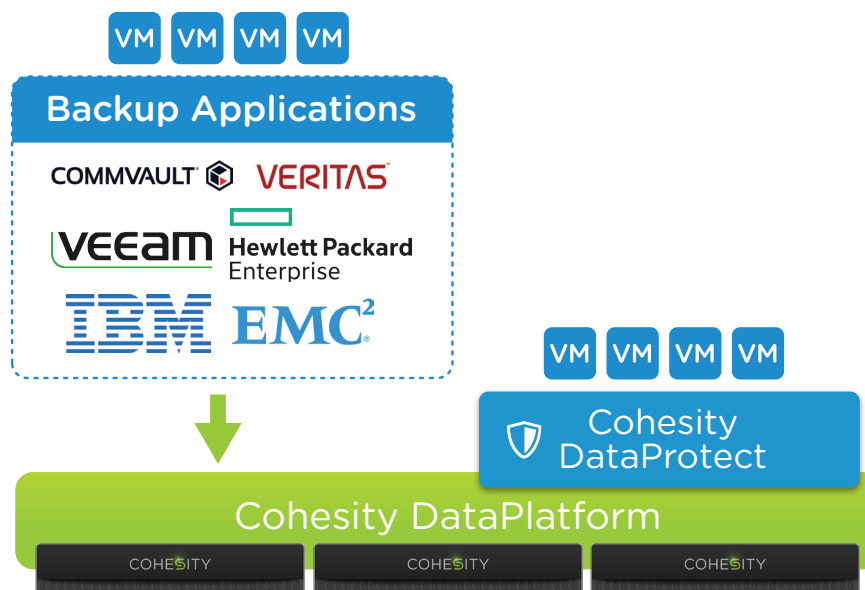 VM VM VM VM
Backup Applications
COMMVAULT VERITAS™
veeam
Hewlett Packard
Enterprise
IBM EMC²®
VM VM VM VM
Cohesity
DataProtect
Cohesity DataPlatform
COHESITY COHESITY COHESITY